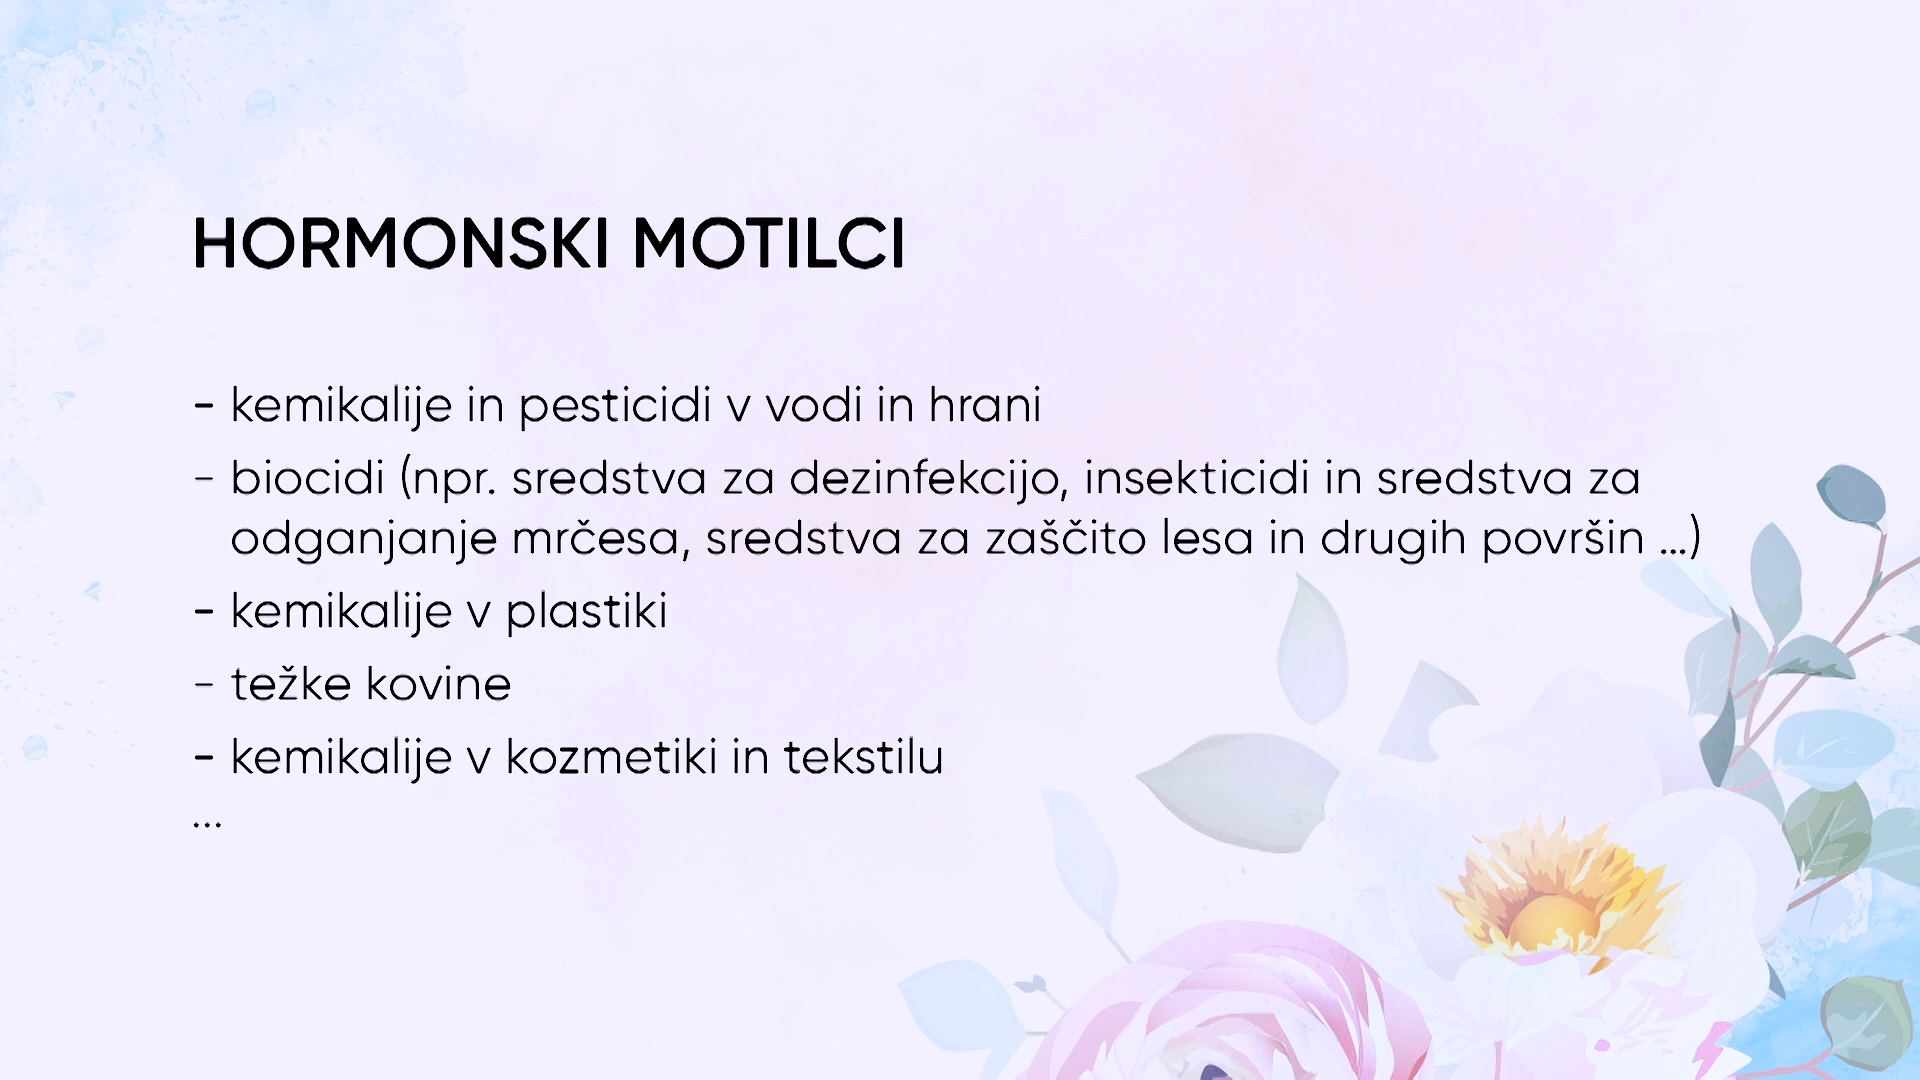 HORMONSKI MOTILCI
- kemikalije in pesticidi v vodi in hrani
- biocidi (npr. sredstva za dezinfekcijo, insekticidi in sredstva za
odganjanje mrčesa, sredstva za zaščito lesa in drugih površin ...)
- kemikalije v plastiki
- težke kovine
- kemikalije v kozmetiki in tekstilu
...